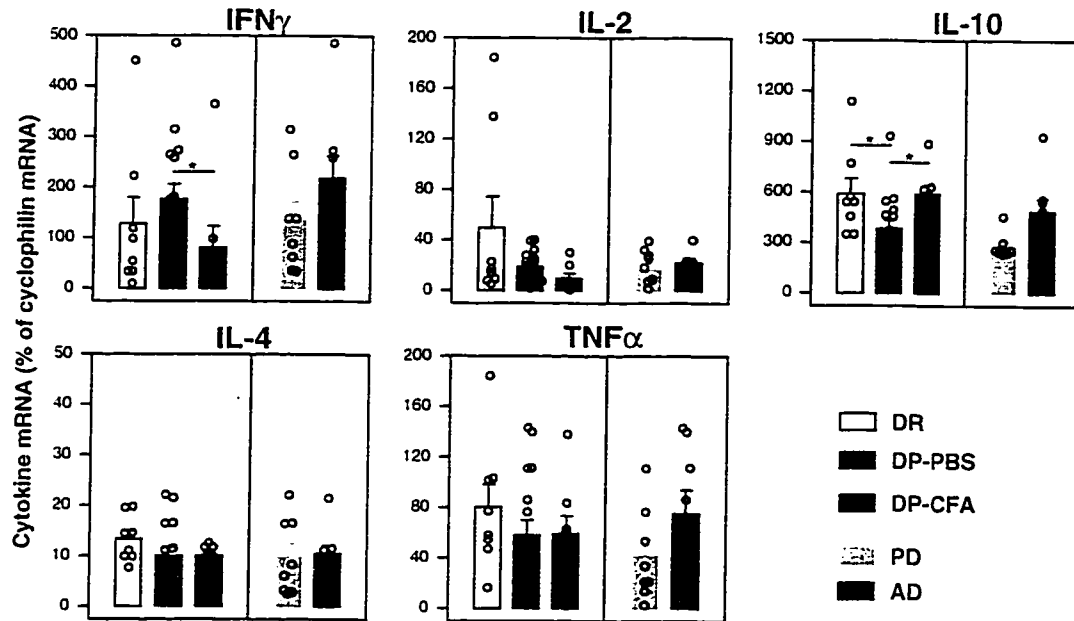 Cytokine mRNA (% of cyclophilin mRNA)
IFNγ
500
400
300
200
100
0
*
IL-2
200
160
120
80
40
0
IL-10
1500
1200
900
600
300
0
* *
IL-4
50
40
30
20
10
0
TNFα
200
160
120
80
40
0
DR
DP-PBS
DP-CFA
PD
AD